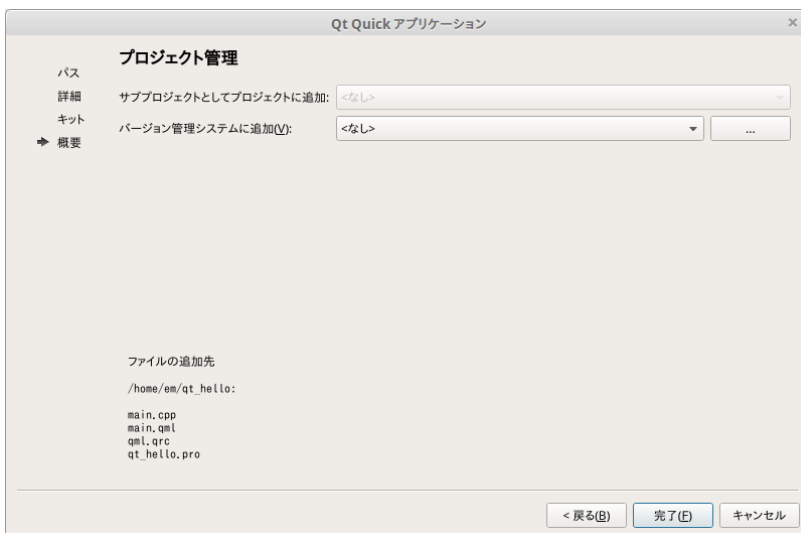 Qt Quick アプリケーション
×
パス
詳細
キット
概要
プロジェクト管理
サブプロジェクトとしてプロジェクトに追加: <なし>
バージョン管理システムに追加(V): <なし> ...
ファイルの追加先
/home/em/qt_hello:
main.cpp
main.qml
qml.qrc
qt_hello.pro
< 戻る(B) 完了(F) キャンセル